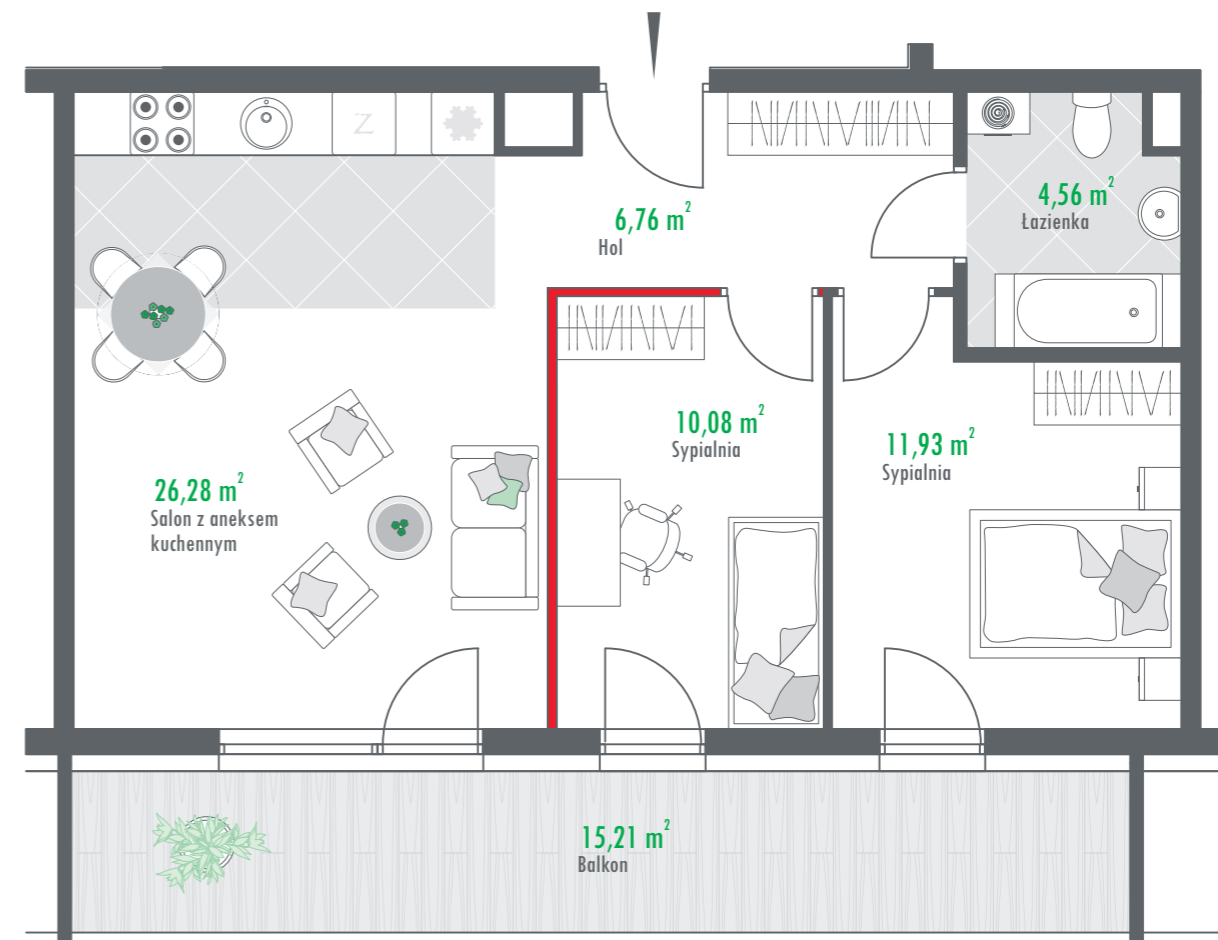 Z
6,76 m²
Hol
4,56 m²
Łazienka
10,08 m²
Sypialnia
11,93 m²
Sypialnia
26,28 m²
Salon z aneksem
kuchennym
15,21 m²
Balkon